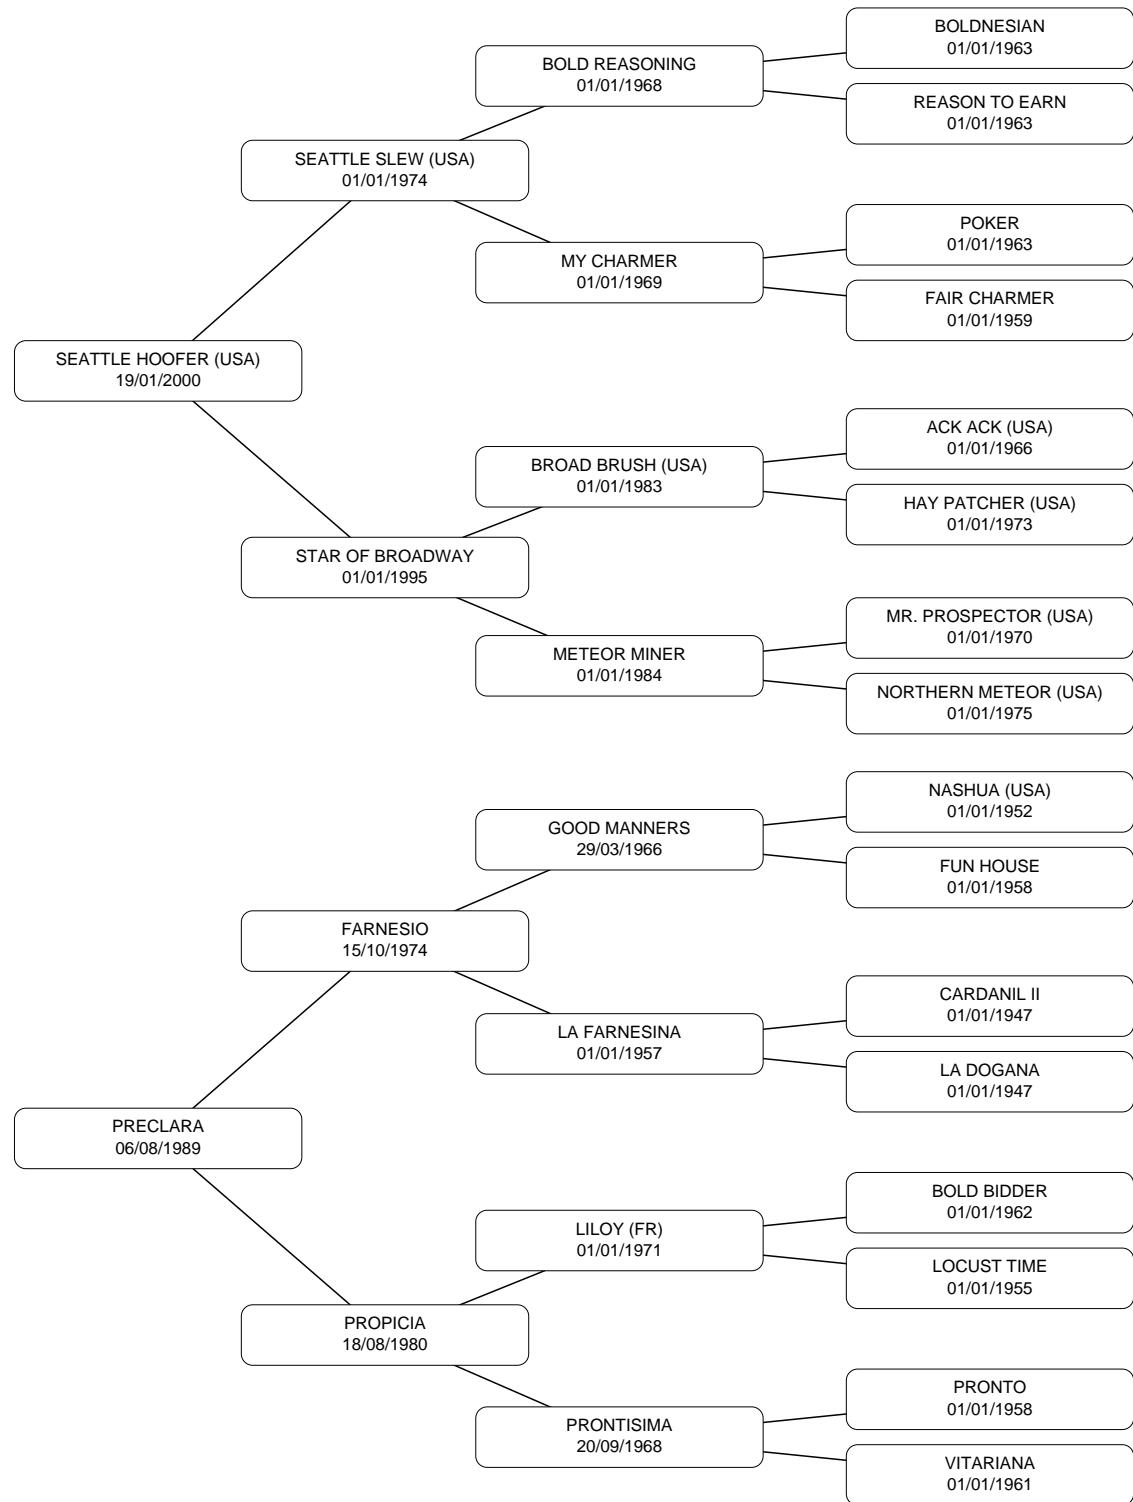 BOLDNESIAN
01/01/1963
BOLD REASONING
01/01/1968
REASON TO EARN
01/01/1963
SEATTLE SLEW (USA)
01/01/1974
POKER
01/01/1963
MY CHARMER
01/01/1969
FAIR CHARMER
01/01/1959
SEATTLE HOOFER (USA)
19/01/2000
ACK ACK (USA)
01/01/1966
BROAD BRUSH (USA)
01/01/1983
HAY PATCHER (USA)
01/01/1973
STAR OF BROADWAY
01/01/1995
MR. PROSPECTOR (USA)
01/01/1970
METEOR MINER
01/01/1984
NORTHERN METEOR (USA)
01/01/1975
NASHUA (USA)
01/01/1952
GOOD MANNERS
29/03/1966
FUN HOUSE
01/01/1958
FARNESIO
15/10/1974
CARDANIL II
01/01/1947
LA FARNESINA
01/01/1957
LA DOGANA
01/01/1947
PRECLARA
06/08/1989
BOLD BIDDER
01/01/1962
LILOY (FR)
01/01/1971
LOCUST TIME
01/01/1955
PROPICIA
18/08/1980
PRONTO
01/01/1958
PRONTISIMA
20/09/1968
VITARIANA
01/01/1961